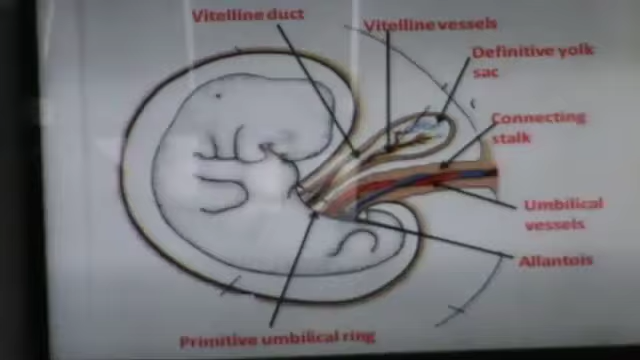 Vitelline duct
Vitelline vessels
Definitive yolk
sac
Connecting
stalk
Umbilical
vessels
Allantois
Primitive umbilical ring